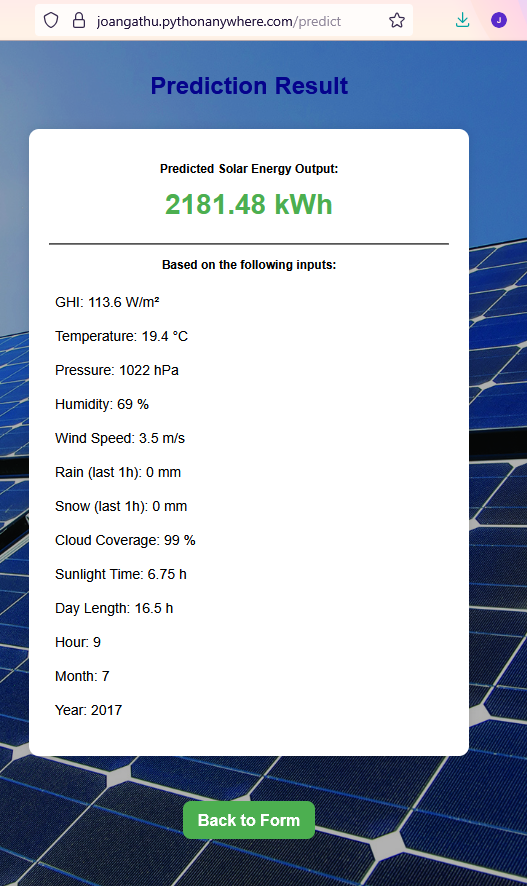 joangathu.pythonanywhere.com/predict
J
Prediction Result
Predicted Solar Energy Output:
2181.48 kWh
Based on the following inputs:
GHI: 113.6 W/m²
Temperature: 19.4 °C
Pressure: 1022 hPa
Humidity: 69 %
Wind Speed: 3.5 m/s
Rain (last 1h): 0 mm
Snow (last 1h): 0 mm
Cloud Coverage: 99 %
Sunlight Time: 6.75 h
Day Length: 16.5 h
Hour: 9
Month: 7
Year: 2017
Back to Form